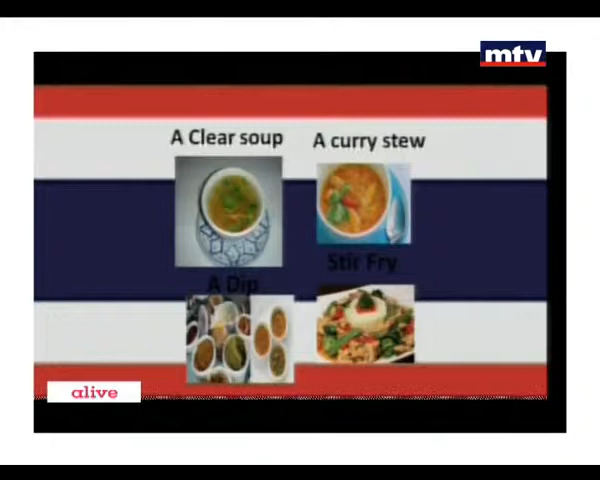 mtv
A Clear soup
A curry stew
Stir Fry
A Dip
alive